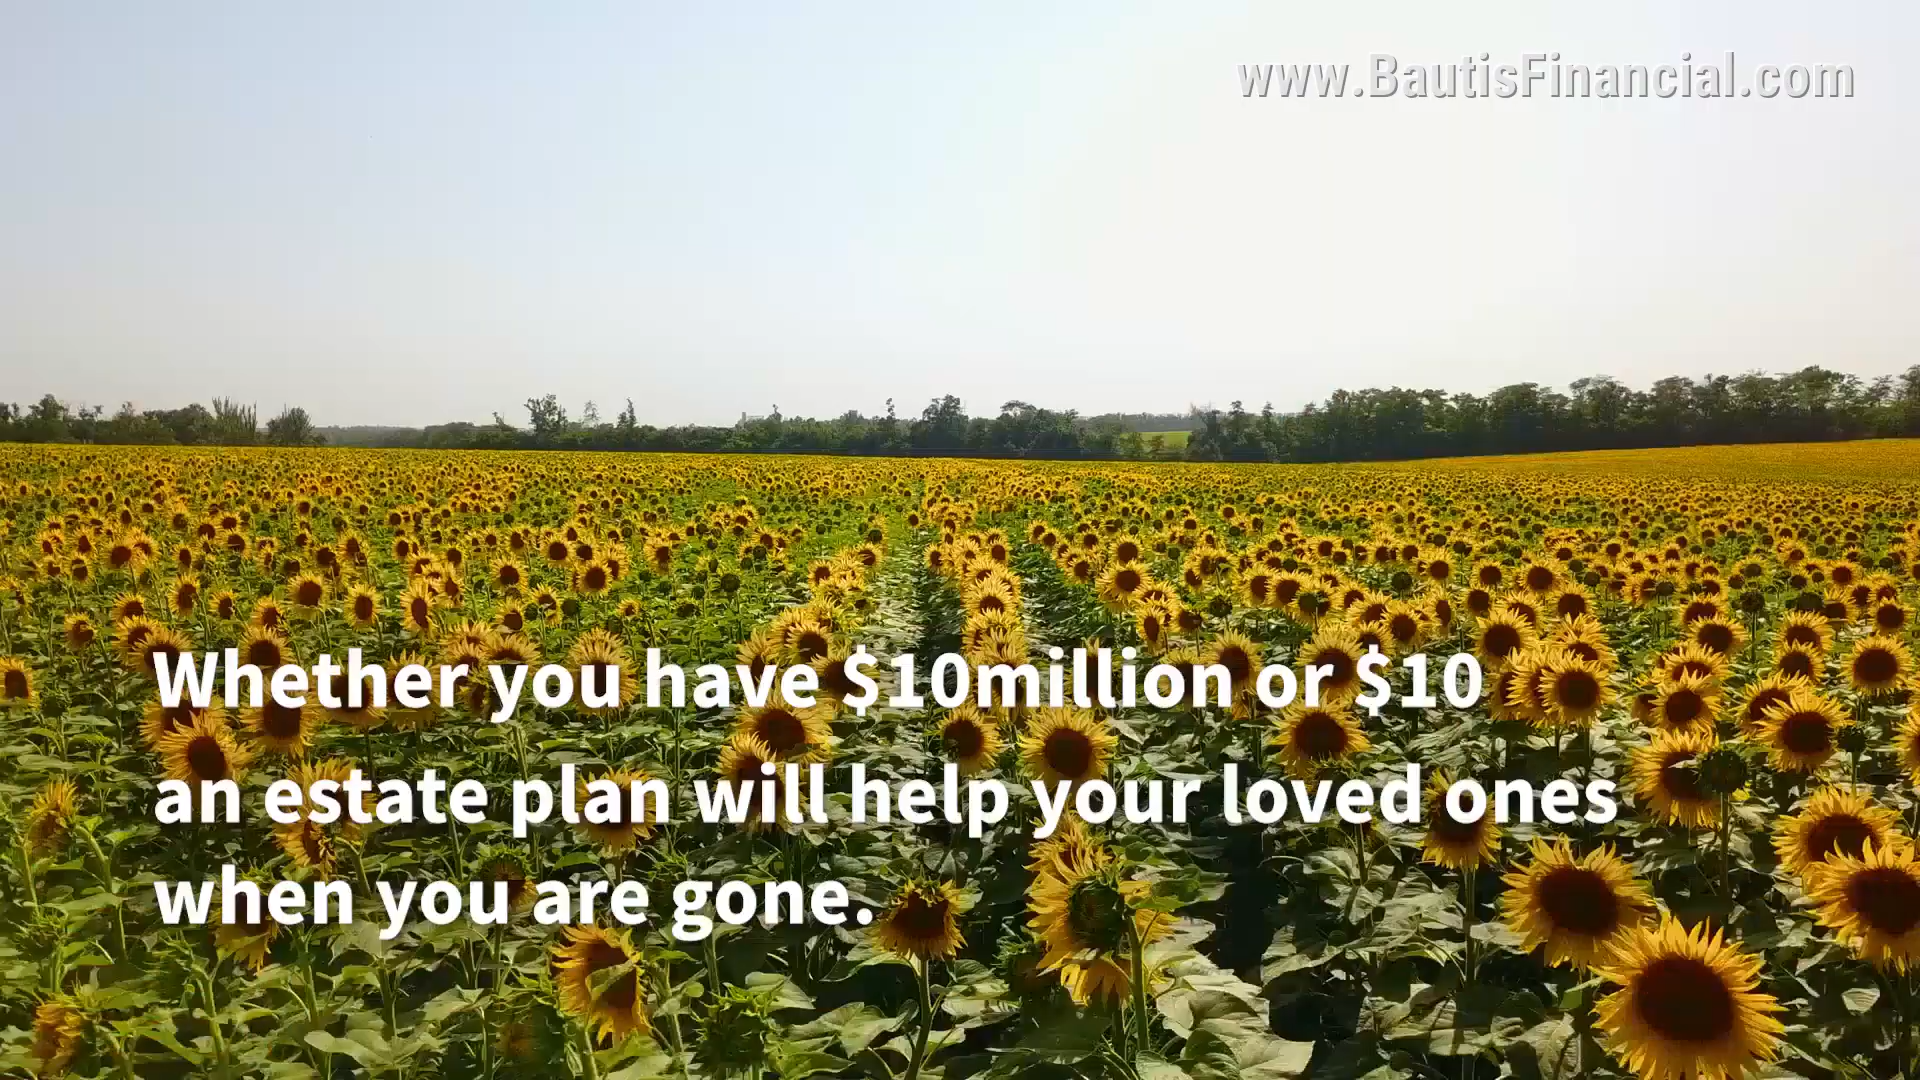 www.BautisFinancial.com
Whether you have $10million or $10
an estate plan will help your loved ones
when you are gone.